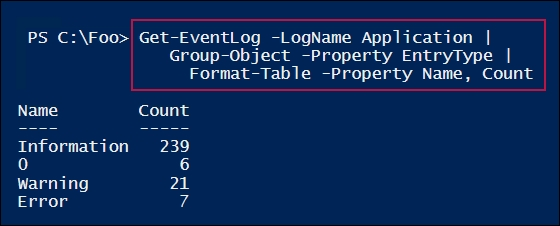 PS C:\Foo> Get-EventLog -LogName Application |
Group-Object -Property EntryType |
Format-Table -Property Name, Count
Name Count
---- -----
Information 239
0 6
Warning 21
Error 7